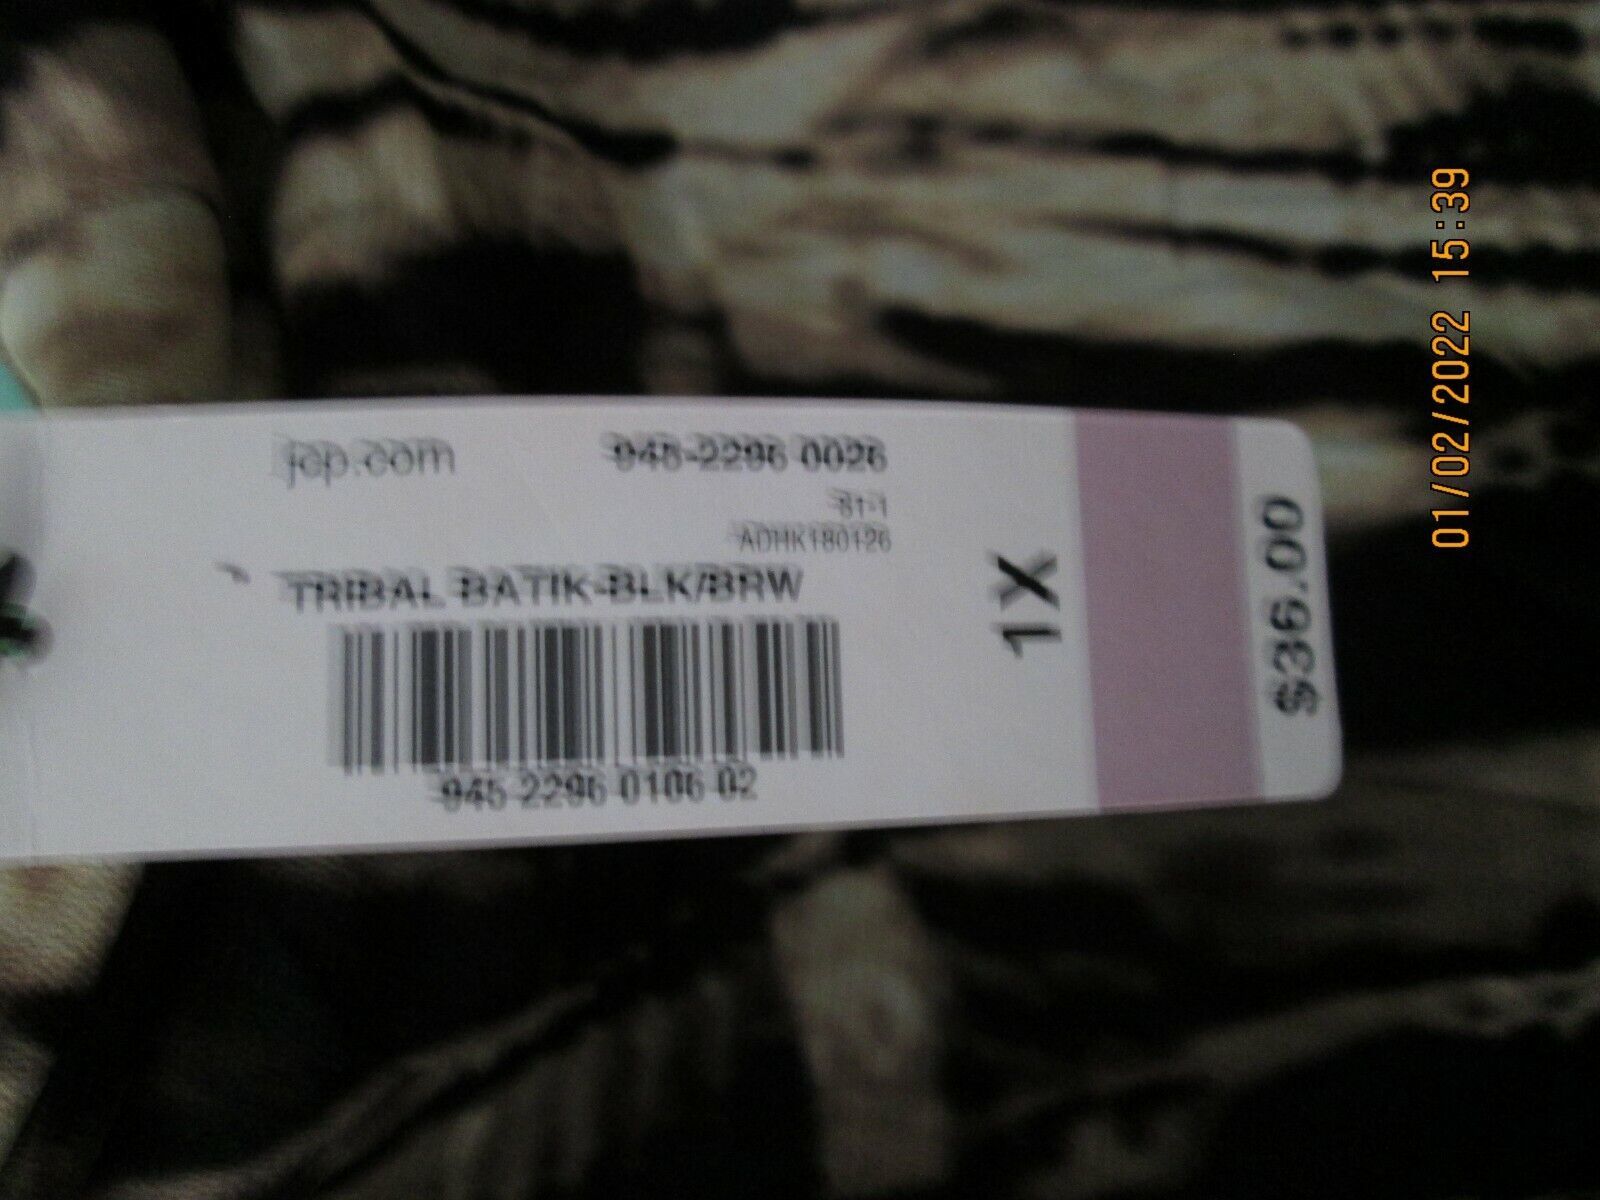 jcp.com
945-2296 0026
81-1
ADHK180126
TRIBAL BATIK-BLK/BRW
945 2296 0106 02
1X
$36.00
01/02/2022 15:39